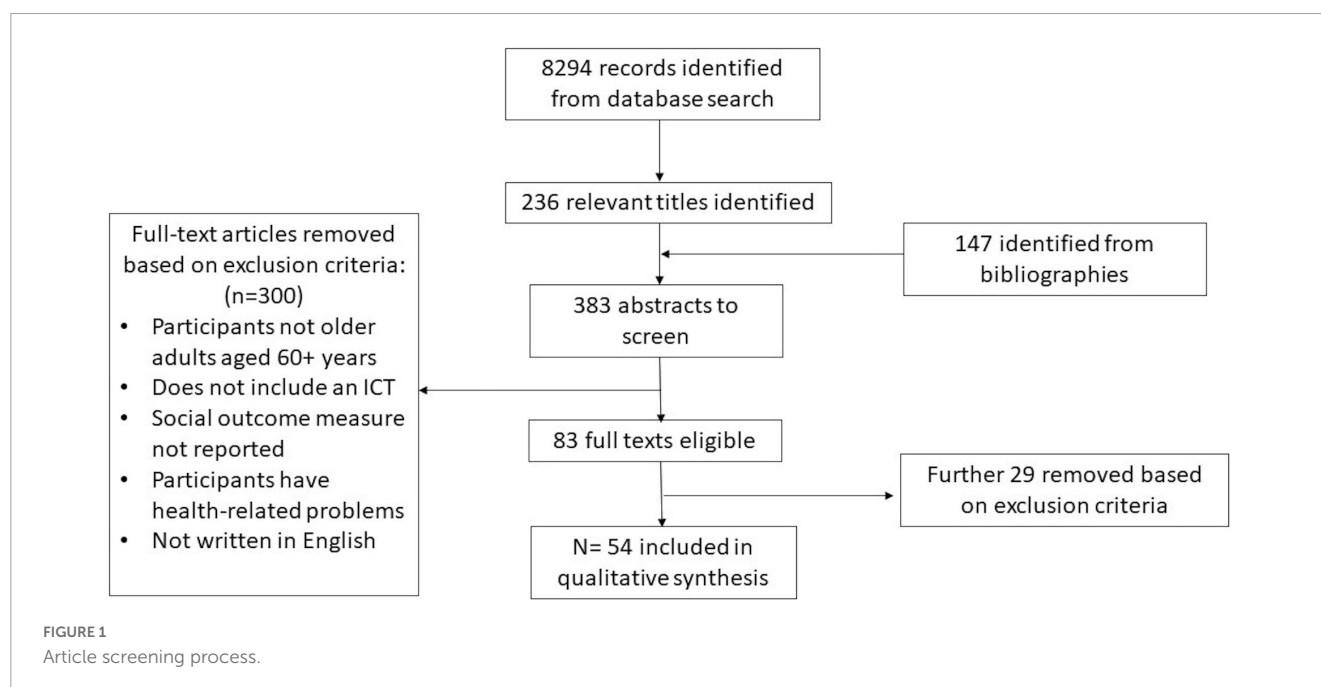 8294 records identified
from database search
236 relevant titles identified
147 identified from
bibliographies
383 abstracts to
screen
Full-text articles removed
based on exclusion criteria:
(n=300)
• Participants not older
adults aged 60+ years
• Does not include an ICT
• Social outcome measure
not reported
• Participants have
health-related problems
• Not written in English
83 full texts eligible
Further 29 removed based
on exclusion criteria
N= 54 included in
qualitative synthesis
FIGURE 1
Article screening process.